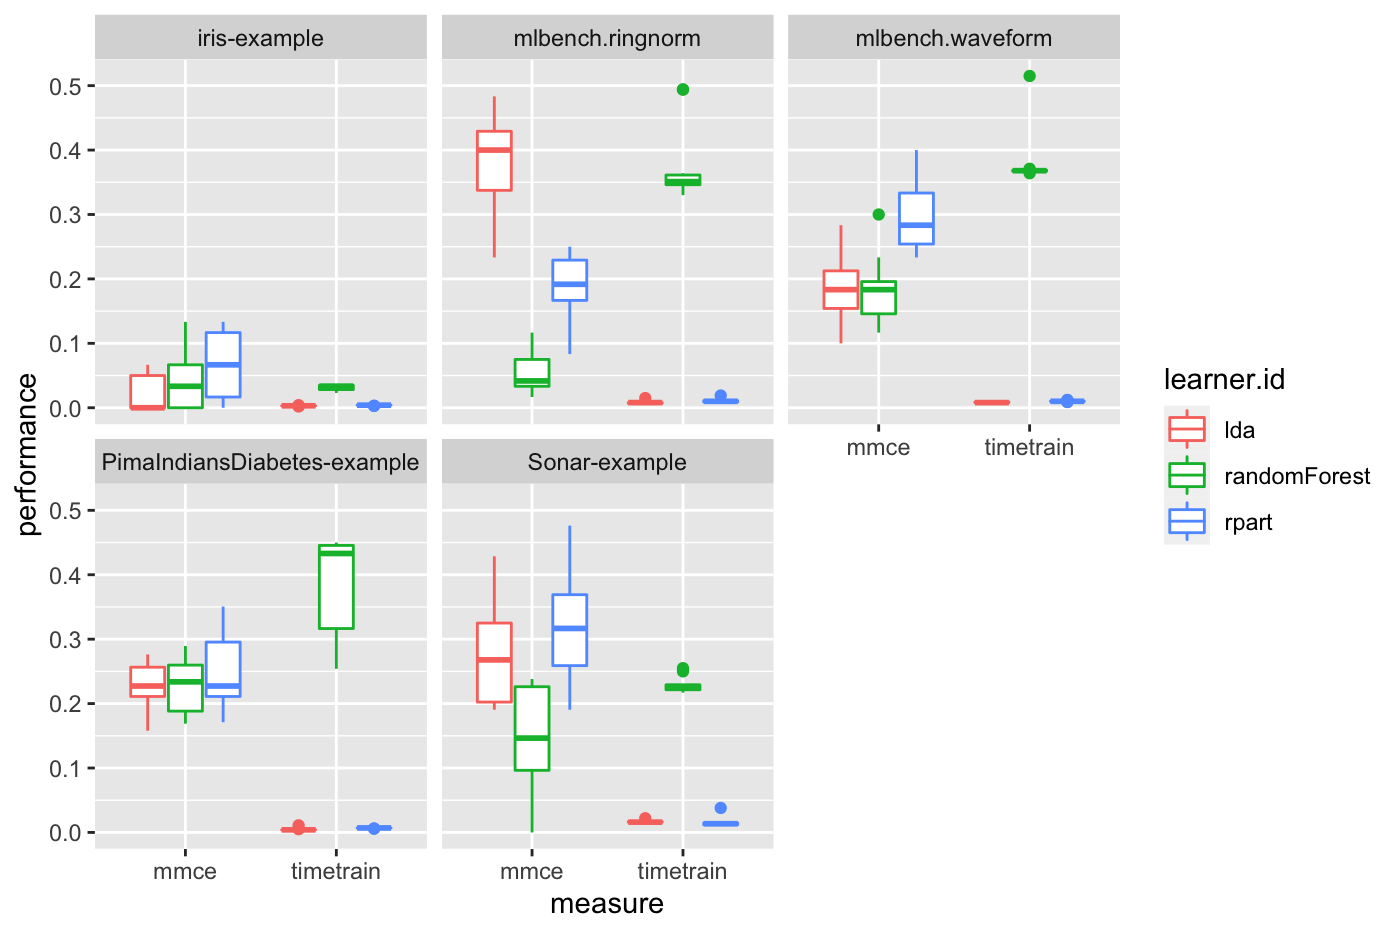 iris-example
mlbench.ringnorm
mlbench.waveform
0.5
0.4
0.3
0.2
0.1
0.0
mmce timetrain
PimaIndiansDiabetes-example
Sonar-example
0.5
0.4
0.3
0.2
0.1
0.0
mmce timetrain
mmce timetrain
measure
performance
learner.id
lda
randomForest
rpart